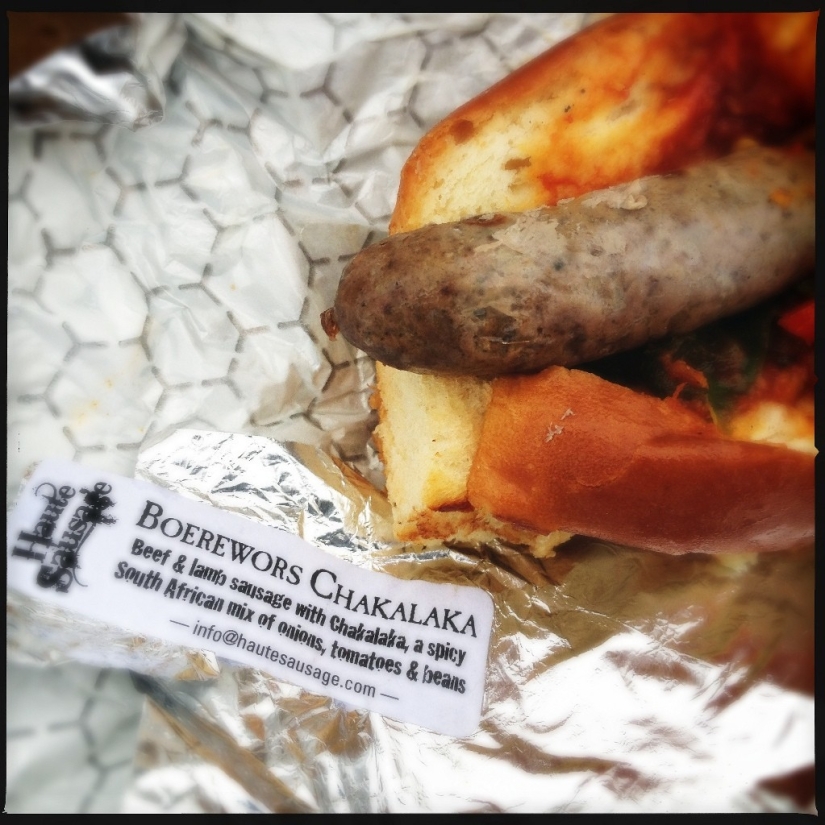 Haute
Sausage
BOEREWORS CHAKALAKA
Beef & lamb sausage with Chakalaka, a spicy
South African mix of onions, tomatoes & beans
— info@hautesausage.com —